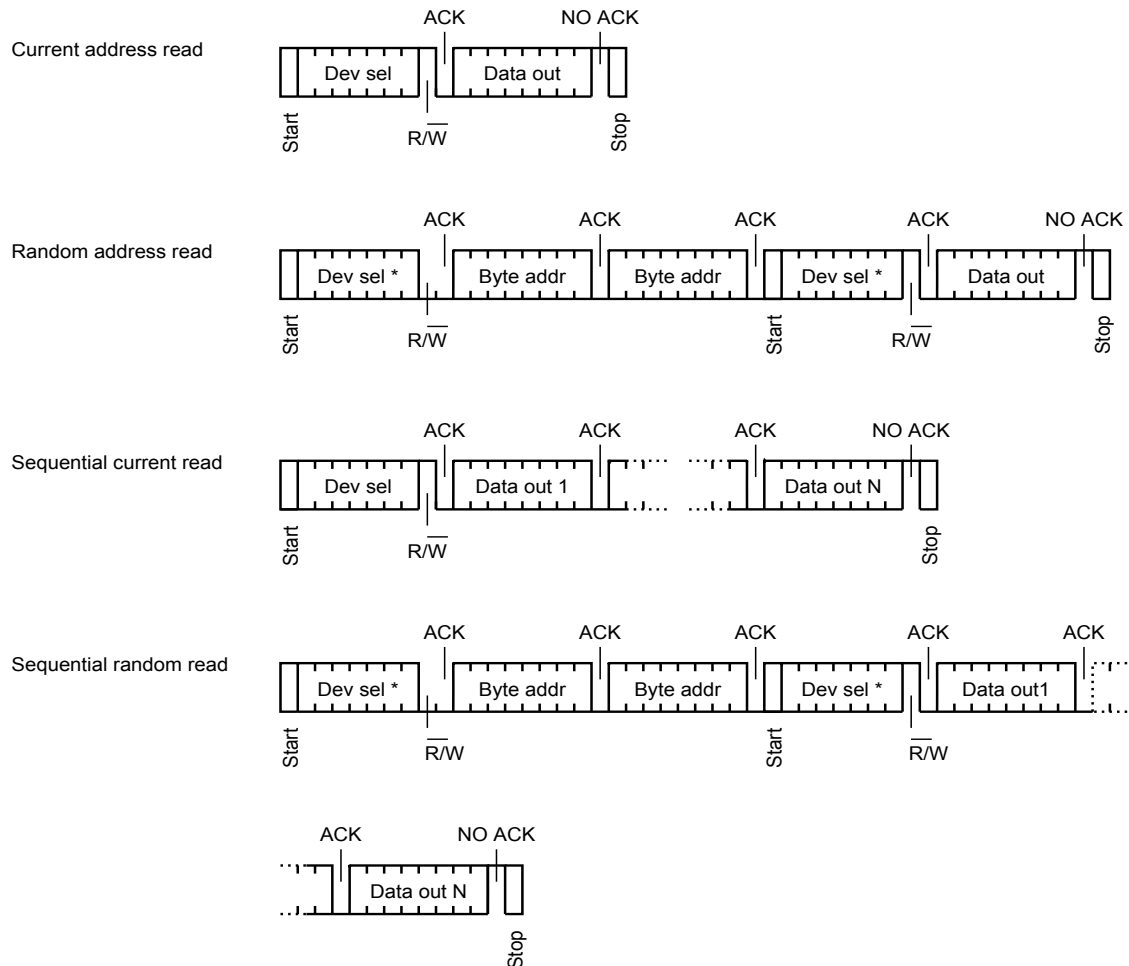 ACK NO ACK
Current address read
Dev sel Data out
Start R/W̅ Stop
ACK ACK ACK ACK NO ACK
Random address read
Dev sel * Byte addr Byte addr Dev sel * Data out
Start R/W̅ Start R/W̅ Stop
ACK ACK ACK NO ACK
Sequential current read
Dev sel Data out 1 Data out N
Start R/W̅ Stop
ACK ACK ACK ACK ACK
Sequential random read
Dev sel * Byte addr Byte addr Dev sel * Data out1
Start R̅/̅W Start R̅/̅W
ACK NO ACK
Data out N
Stop